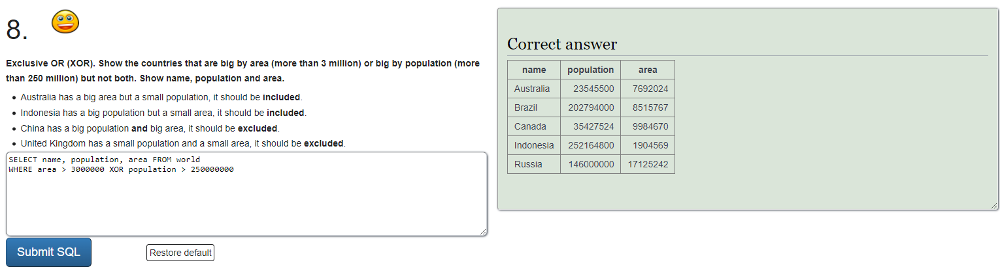 8.
Exclusive OR (XOR). Show the countries that are big by area (more than 3 million) or big by population (more
than 250 million) but not both. Show name, population and area.
Australia has a big area but a small population, it should be included.
Indonesia has a big population but a small area, it should be included.
China has a big population and big area, it should be excluded.
United Kingdom has a small population and a small area, it should be excluded.
SELECT name, population, area FROM world
WHERE area > 3000000 XOR population > 250000000
Submit SQL
Restore default
Correct answer
name population area
Australia 23545500 7692024
Brazil 202794000 8515767
Canada 35427524 9984670
Indonesia 252164800 1904569
Russia 146000000 17125242